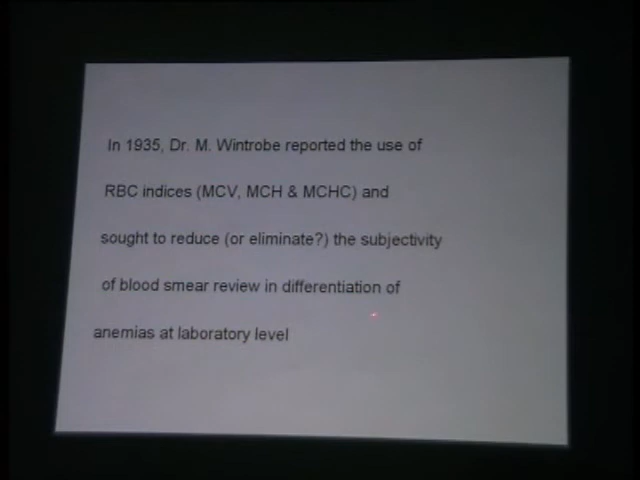 In 1935, Dr. M. Wintrobe reported the use of
RBC indices (MCV, MCH & MCHC) and
sought to reduce (or eliminate?) the subjectivity
of blood smear review in differentiation of
anemias at laboratory level